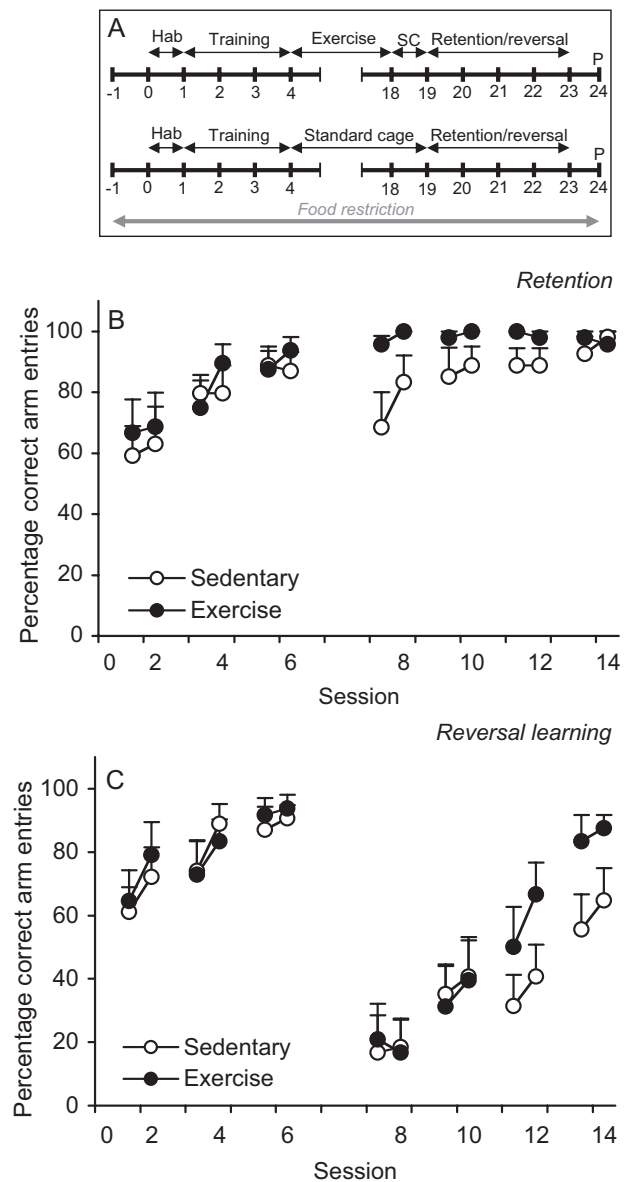 A
Hab Training Exercise SC Retention/reversal P
-1 0 1 2 3 4 18 19 20 21 22 23 24
Hab Training Standard cage Retention/reversal P
-1 0 1 2 3 4 18 19 20 21 22 23 24
Food restriction
Retention
B
Percentage correct arm entries
100
80
60
40
20
0
Sedentary
Exercise
0 2 4 6 8 10 12 14
Session
Reversal learning
C
Percentage correct arm entries
100
80
60
40
20
0
Sedentary
Exercise
0 2 4 6 8 10 12 14
Session